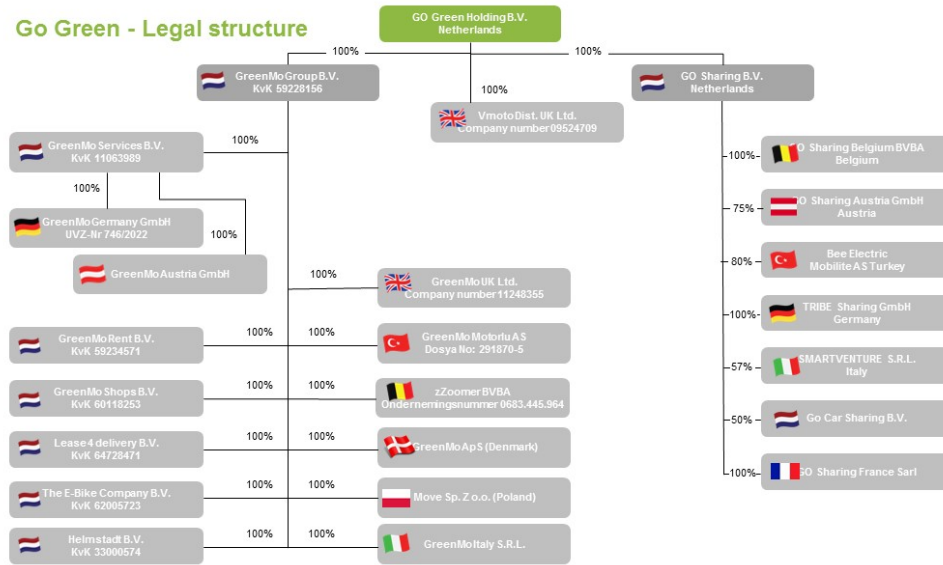 Go Green - Legal structure
GO Green Holding B.V.
Netherlands
100%
100%
GreenMo Group B.V.
KvK 59228156
100%
GO Sharing B.V.
Netherlands
Vmoto Dist. UK Ltd.
Company number 09524709
100%
GreenMo Services B.V.
KvK 11063989
100%
GreenMo Germany GmbH
UVZ-Nr 746/2022
100%
GreenMo Austria GmbH
100%
GreenMo UK Ltd.
Company number 11248355
GreenMo Rent B.V.
KvK 59234571
100%
100%
GreenMo Motorlu AS
Dosya No: 291870-5
GreenMo Shops B.V.
KvK 60118253
100%
100%
zZoomer BVBA
Ondernemingsnummer 0683.445.964
Lease 4 delivery B.V.
KvK 64728471
100%
100%
GreenMo ApS (Denmark)
The E-Bike Company B.V.
KvK 62005723
100%
100%
Move Sp. Z o.o. (Poland)
Helmstadt B.V.
KvK 33000574
100%
100%
GreenMo Italy S.R.L.
100%
GO Sharing Belgium BVBA
Belgium
75%
GO Sharing Austria GmbH
Austria
80%
Bee Electric
Mobilite AS Turkey
100%
TRIBE Sharing GmbH
Germany
57%
SMARTVENTURE S.R.L.
Italy
50%
Go Car Sharing B.V.
100%
GO Sharing France Sarl